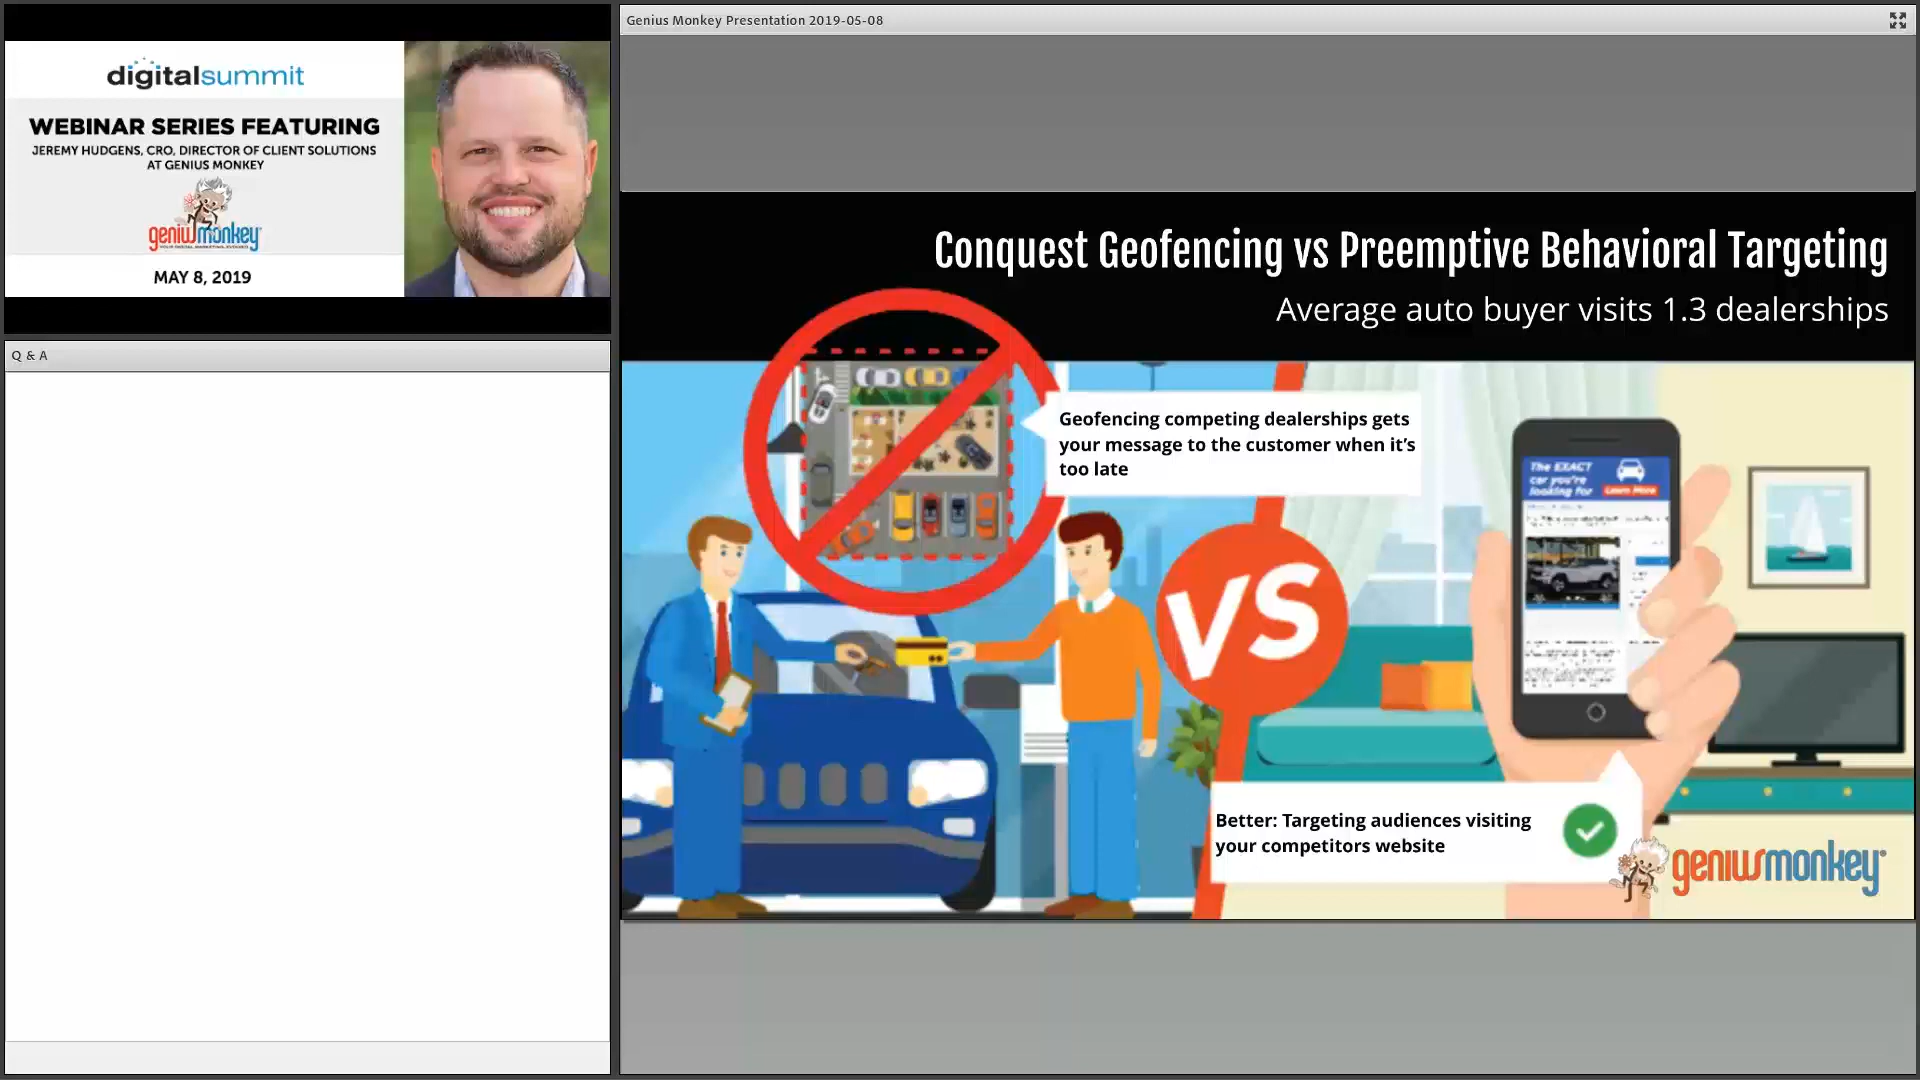 Genius Monkey Presentation 2019-05-08
digitalsummit
WEBINAR SERIES FEATURING
JEREMY HUDGENS, CRO, DIRECTOR OF CLIENT SOLUTIONS
AT GENIUS MONKEY
geniusmonkey
MAY 8, 2019
Q & A
Conquest Geofencing vs Preemptive Behavioral Targeting
Average auto buyer visits 1.3 dealerships
Geofencing competing dealerships gets
your message to the customer when it's
too late
VS
The EXACT
car you're
looking for
Learn More
Better: Targeting audiences visiting
your competitors website
geniusmonkey